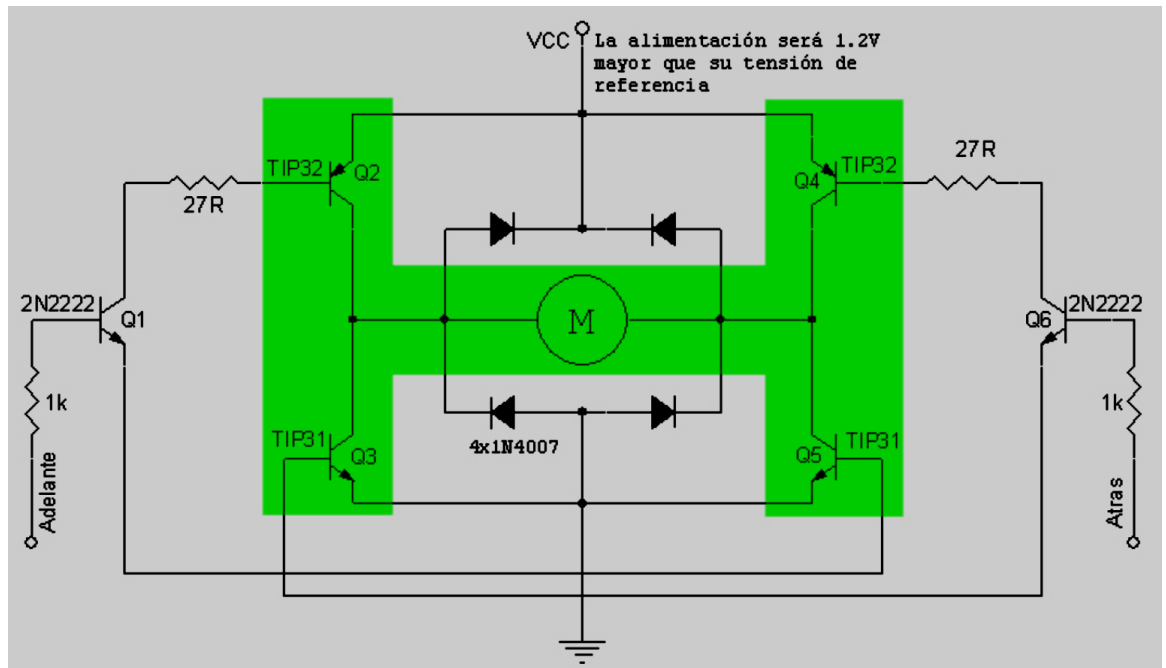 VCC
La alimentación será 1.2V
mayor que su tensión de
referencia
TIP32
Q2
27R
Q4
TIP32
27R
2N2222
Q1
M
Q6
2N2222
1k
1k
4x1N4007
TIP31
Q3
Q5
TIP31
Adelante
Atras